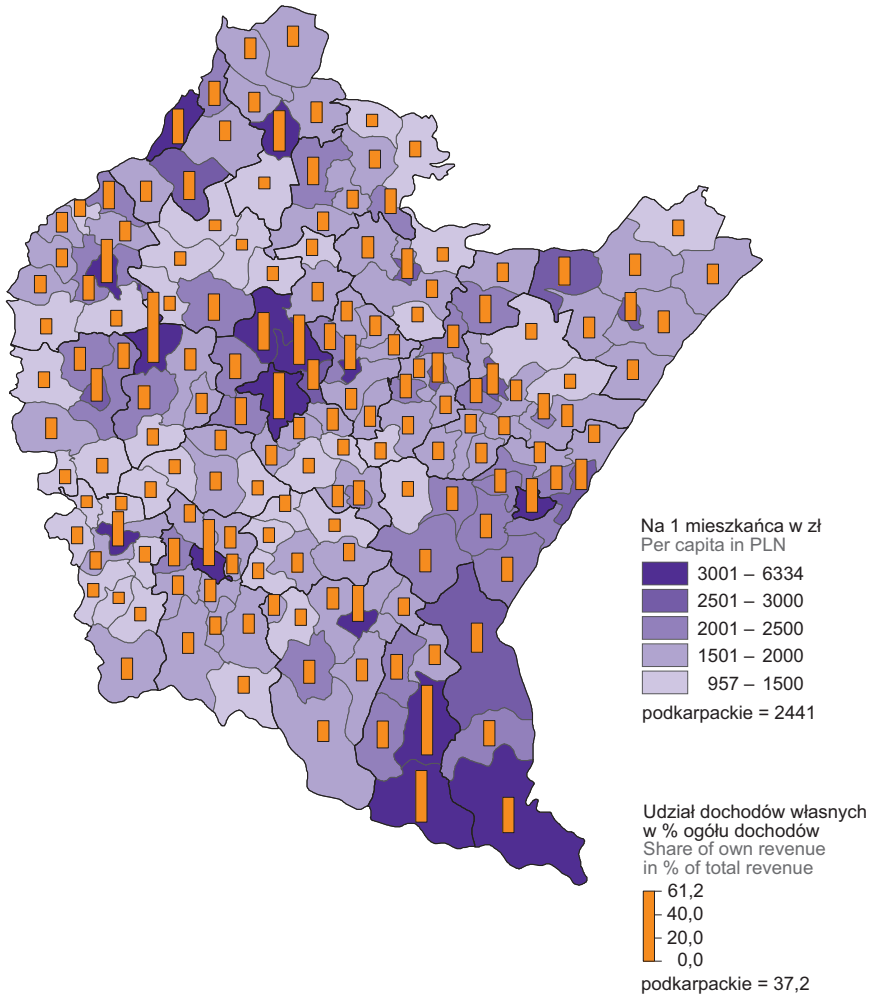 Na 1 mieszkańca w zł
Per capita in PLN
3001 – 6334
2501 – 3000
2001 – 2500
1501 – 2000
957 – 1500
podkarpackie = 2441
Udział dochodów własnych
w % ogółu dochodów
Share of own revenue
in % of total revenue
61,2
40,0
20,0
0,0
podkarpackie = 37,2